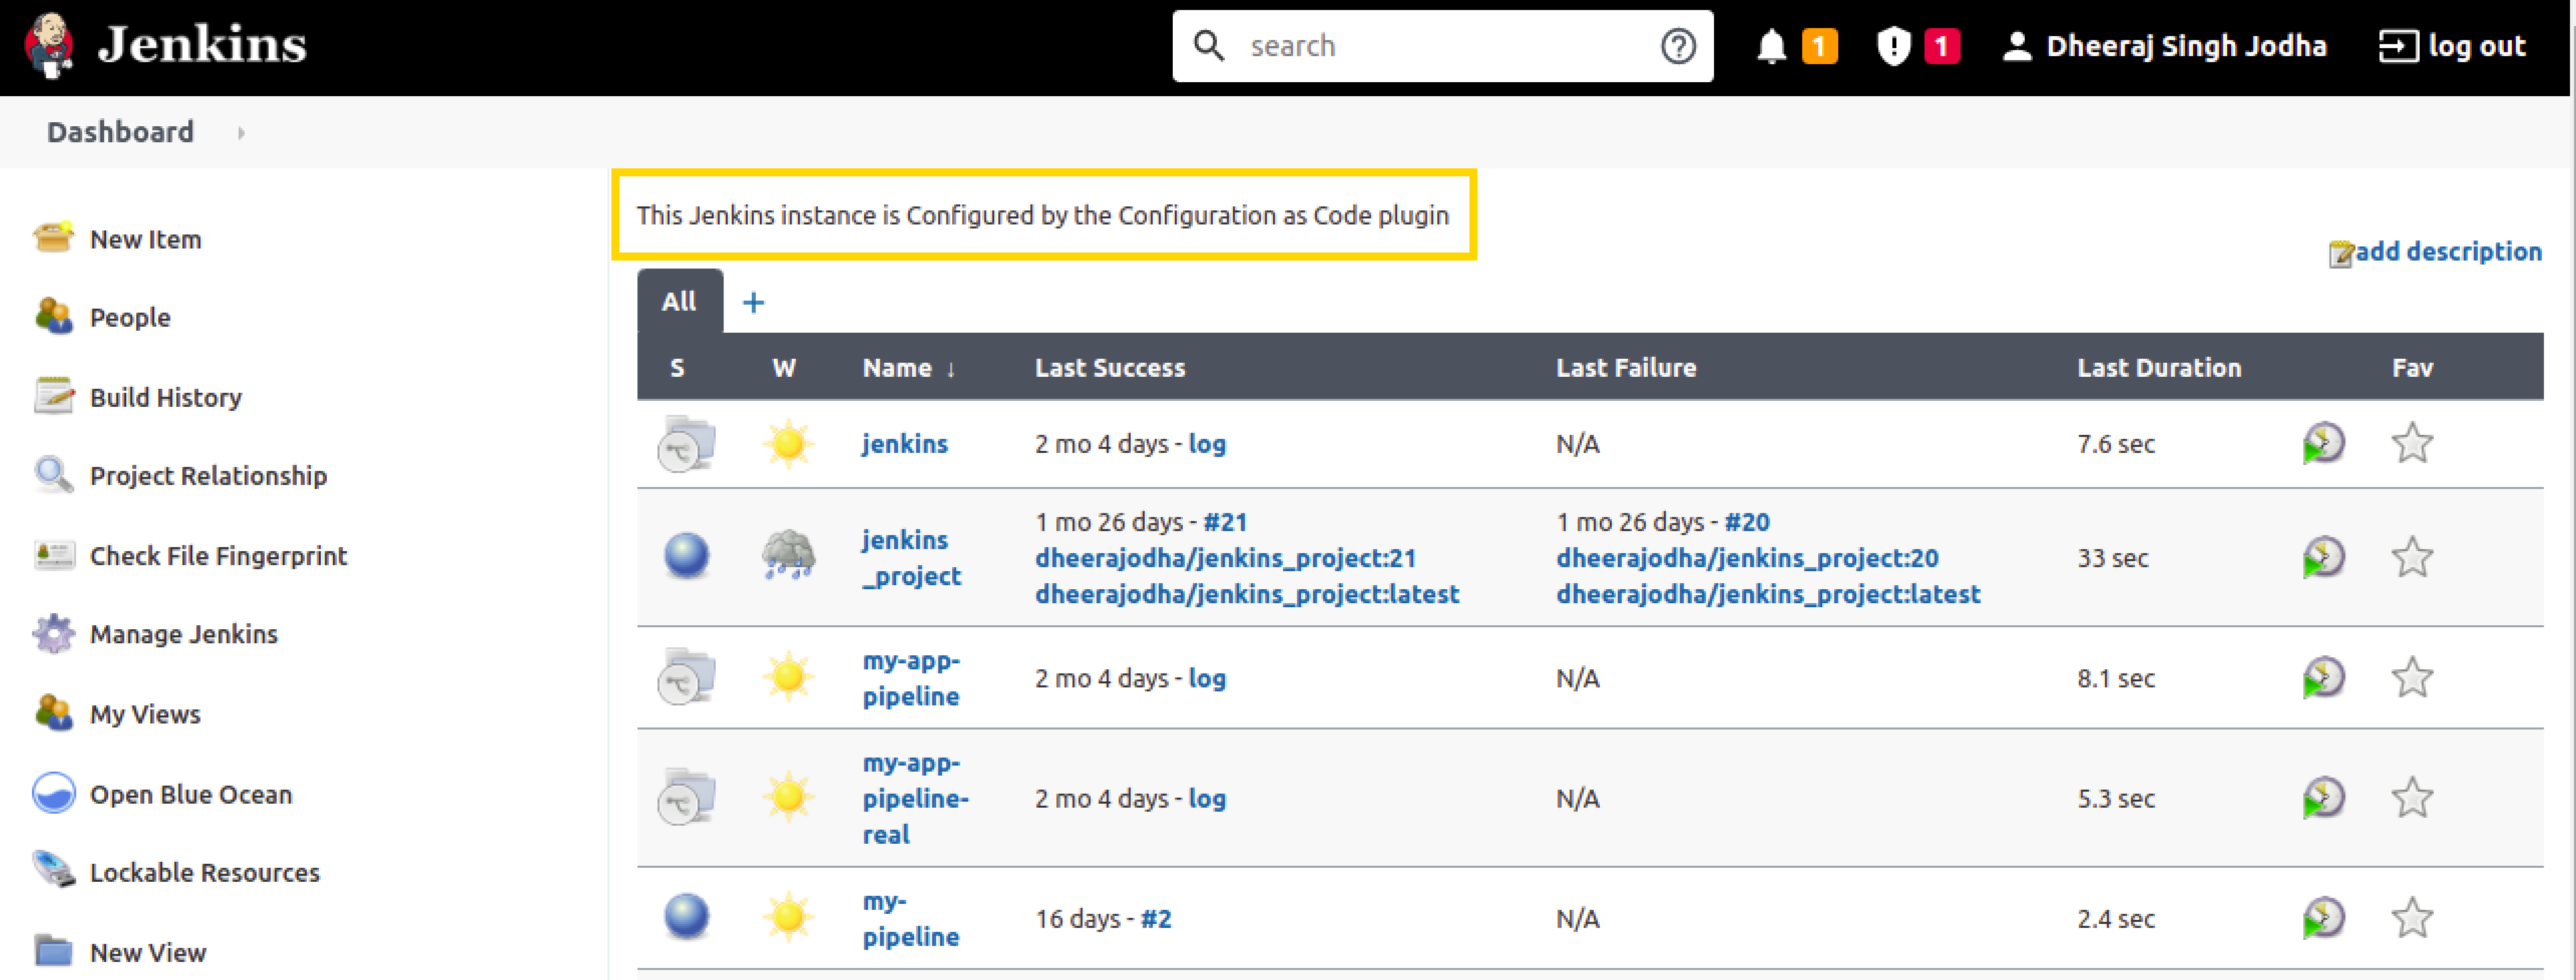 Jenkins
search
1
1
Dheeraj Singh Jodha
log out
Dashboard
New Item
People
Build History
Project Relationship
Check File Fingerprint
Manage Jenkins
My Views
Open Blue Ocean
Lockable Resources
New View
This Jenkins instance is Configured by the Configuration as Code plugin
add description
All +
S W Name ↓ Last Success Last Failure Last Duration Fav
jenkins 2 mo 4 days - log N/A 7.6 sec
jenkins
_project
1 mo 26 days - #21
dheerajodha/jenkins_project:21
dheerajodha/jenkins_project:latest
1 mo 26 days - #20
dheerajodha/jenkins_project:20
dheerajodha/jenkins_project:latest
33 sec
my-app-
pipeline
2 mo 4 days - log
N/A
8.1 sec
my-app-
pipeline-
real
2 mo 4 days - log
N/A
5.3 sec
my-
pipeline
16 days - #2
N/A
2.4 sec